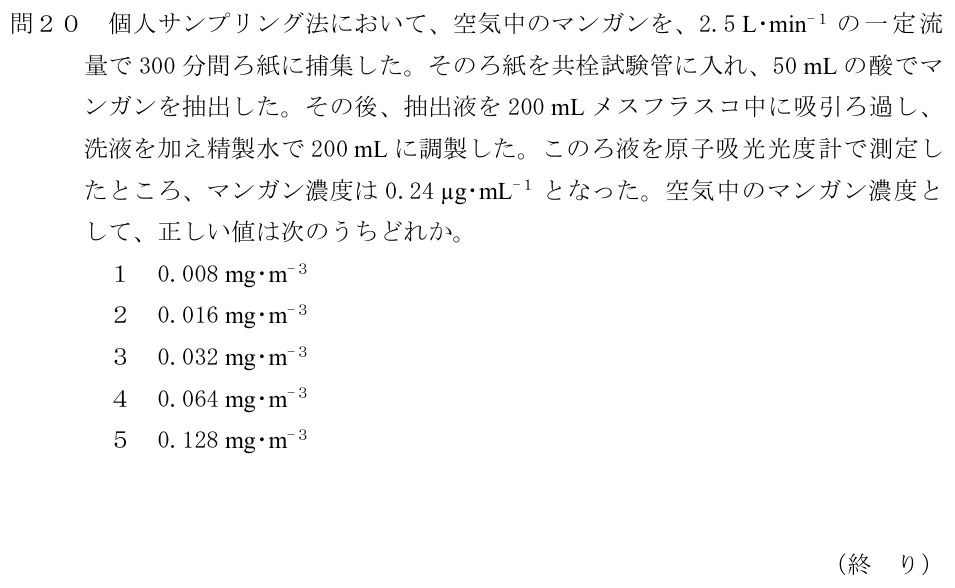 問２０　個人サンプリング法において、空気中のマンガンを、2.5 L･min⁻¹ の一定流
量で 300 分間ろ紙に捕集した。そのろ紙を共栓試験管に入れ、50 mL の酸でマ
ンガンを抽出した。その後、抽出液を 200 mL メスフラスコ中に吸引ろ過し、
洗液を加え精製水で 200 mL に調製した。このろ液を原子吸光光度計で測定し
たところ、マンガン濃度は 0.24 µg･mL⁻¹ となった。空気中のマンガン濃度と
して、正しい値は次のうちどれか。
１　0.008 mg･m⁻³
２　0.016 mg･m⁻³
３　0.032 mg･m⁻³
４　0.064 mg･m⁻³
５　0.128 mg･m⁻³
（終　り）